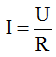 I = U/R